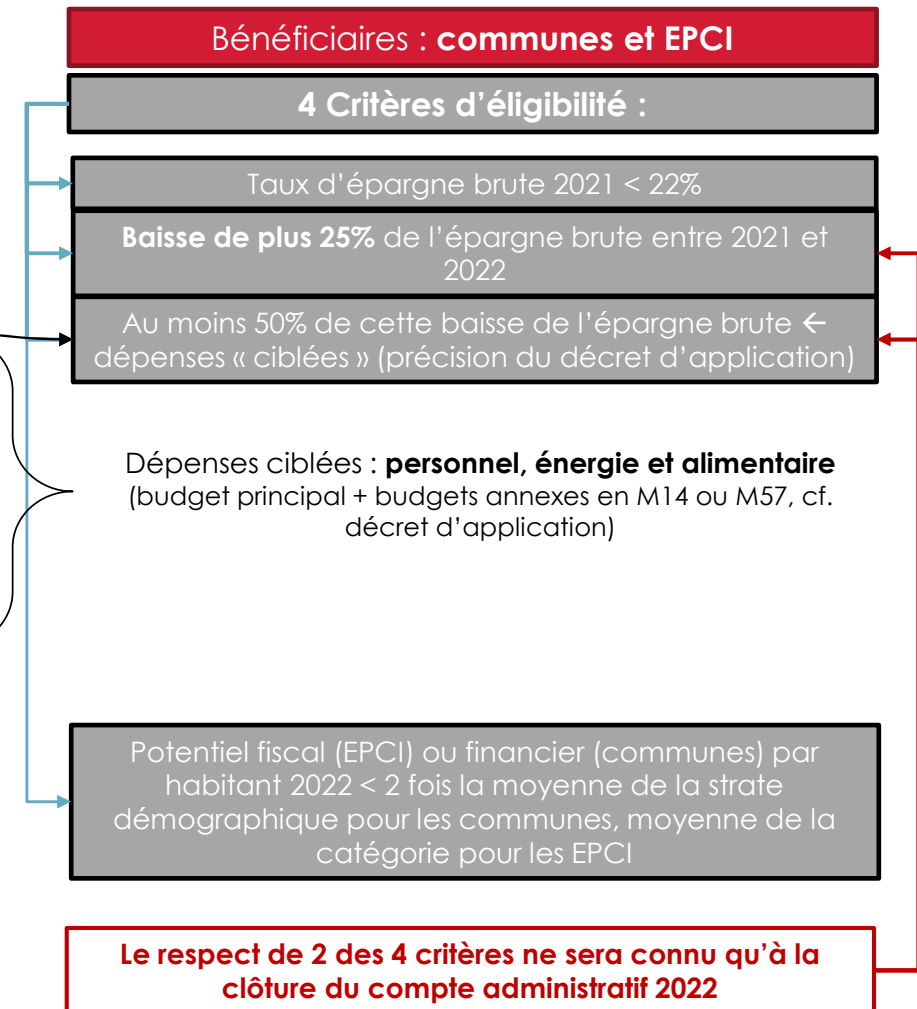 Bénéficiaires : communes et EPCI
4 Critères d’éligibilité :
Taux d’épargne brute 2021 < 22%
Baisse de plus 25% de l’épargne brute entre 2021 et
2022
Au moins 50% de cette baisse de l’épargne brute ←
dépenses « ciblées » (précision du décret d’application)
Dépenses ciblées : personnel, énergie et alimentaire
(budget principal + budgets annexes en M14 ou M57, cf.
décret d’application)
Potentiel fiscal (EPCI) ou financier (communes) par
habitant 2022 < 2 fois la moyenne de la strate
démographique pour les communes, moyenne de la
catégorie pour les EPCI
Le respect de 2 des 4 critères ne sera connu qu’à la
clôture du compte administratif 2022